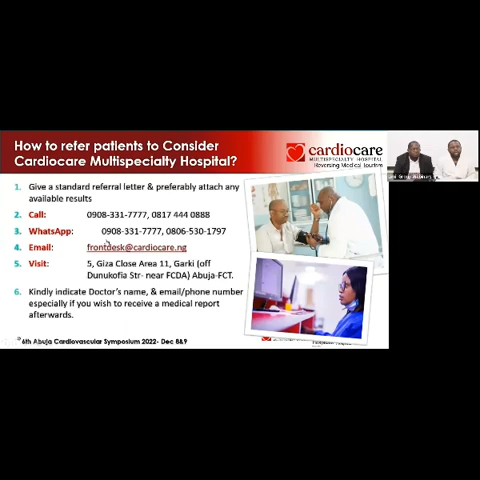 How to refer patients to Consider
Cardiocare Multispecialty Hospital?
cardiocare
MULTISPECIALTY HOSPITAL
Reversing Medical Tourism
1. Give a standard referral letter & preferably attach any
available results
2. Call: 0908-331-7777, 0817 444 0888
3. WhatsApp: 0908-331-7777, 0806-530-1797
4. Email: frontdesk@cardiocare.ng
5. Visit: 5, Giza Close Area 11, Garki (off
Dunukofia Str- near FCDA) Abuja-FCT.
6. Kindly indicate Doctor's name, & email/phone number
especially if you wish to receive a medical report
afterwards.
6th Abuja Cardiovascular Symposium 2022- Dec 8&9